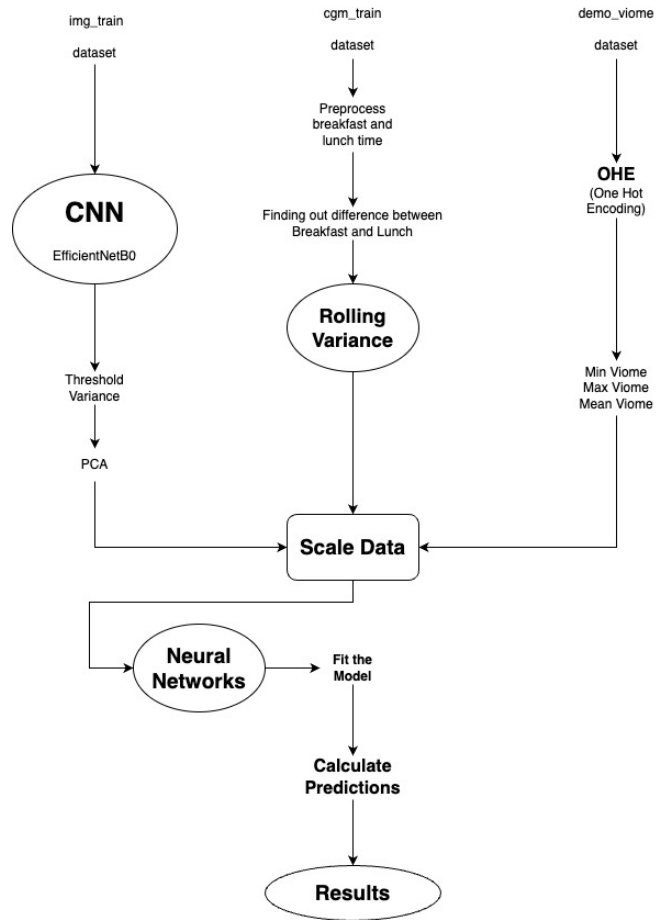 img_train
dataset
CNN
EfficientNetB0
Threshold
Variance
PCA
cgm_train
dataset
Preprocess
breakfast and
lunch time
Finding out difference between
Breakfast and Lunch
Rolling
Variance
demo_viome
dataset
OHE
(One Hot
Encoding)
Min Viome
Max Viome
Mean Viome
Scale Data
Neural
Networks
Fit the
Model
Calculate
Predictions
Results